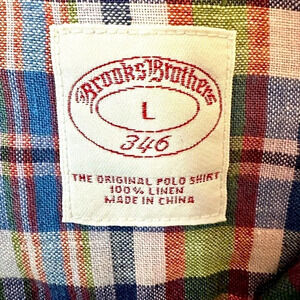 Brooks Brothers
L
346
THE ORIGINAL POLO SHIRT
100% LINEN
MADE IN CHINA